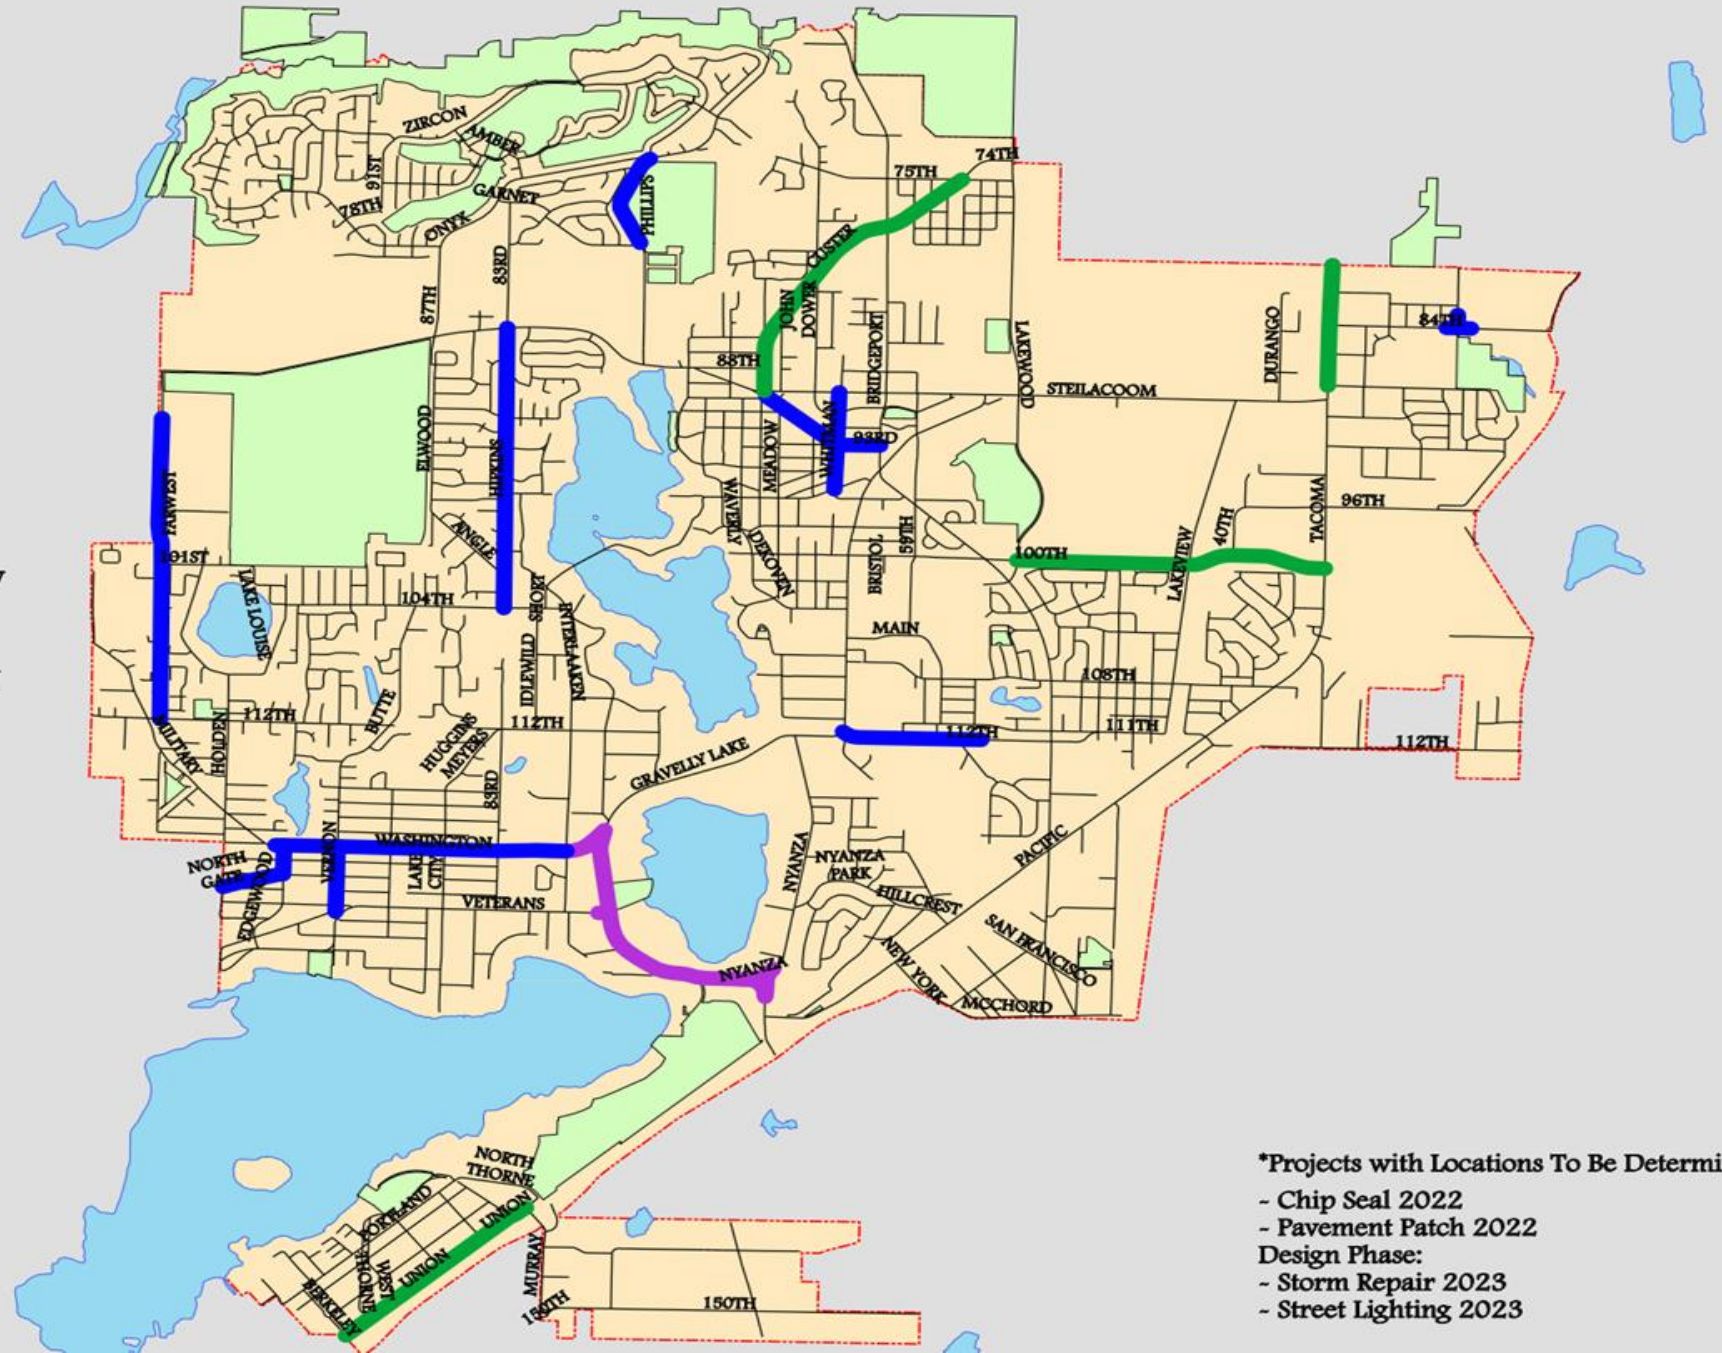 ZIRCON
AMBER
91ST
GARNET
78TH
ONYX
PHILLIPS
75TH
74TH
83RD
87TH
CUSTER
JOHN
DOWER
BRIDGEPORT
88TH
LAKEWOOD
DURANGO
84TH
STEILACOOM
ELWOOD
HIPKINS
MEADOW
WHITMAN
93RD
FARWEST
WAVERLY
ANGLE
DEKOVEN
BRISTOL
59TH
96TH
TACOMA
40TH
LAKEVIEW
100TH
101ST
LAKE LOUISE
104TH
SHORT
IDLEWILD
INTERLAAKEN
MAIN
108TH
BUTTE
112TH
HOLDEN
MILITARY
HUGGINS
MEYERS
112TH
83RD
GRAVELLY LAKE
112TH
111TH
112TH
WASHINGTON
VERNON
LAKE
CITY
NORTH
GATE
EDGEWOOD
VETERANS
NYANZA
NYANZA
PARK
HILLCREST
PACIFIC
SAN FRANCISCO
NEW YORK
MCCHORD
NYANZA
NORTH
THORNE
PORTLAND
UNION
UNION
WEST
THORNE
BERKELEY
MURRAY
150TH
150TH
*Projects with Locations To Be Determi
- Chip Seal 2022
- Pavement Patch 2022
Design Phase:
- Storm Repair 2023
- Street Lighting 2023